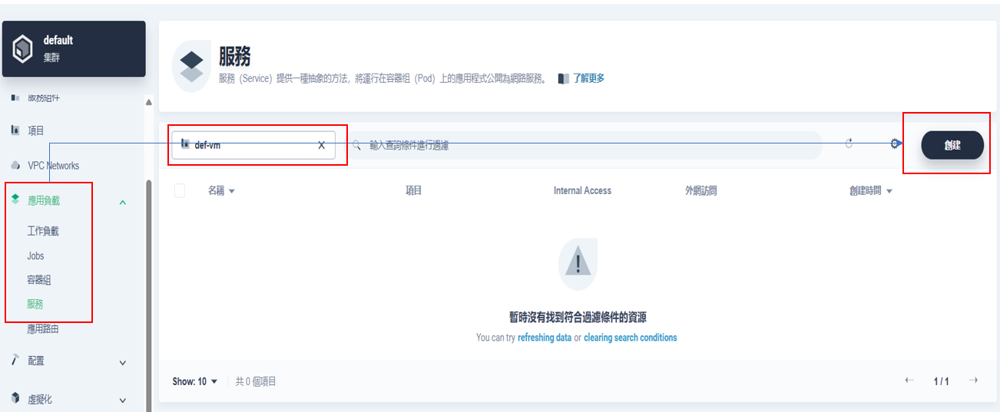 default
集群
服務組件
項目
VPC Networks
應用負載
工作負載
Jobs
容器組
服務
應用路由
配置
虛擬化
服務
服務（Service）提供一種抽象的方法，將運行在容器組（Pod）上的應用程式公開為網路服務。 了解更多
def-vm X 輸入查詢條件進行過濾 創建
名稱 項目 Internal Access 外網訪問 創建時間
暫時沒有找到符合過濾條件的資源
You can try refreshing data or clearing search conditions
Show: 10 共 0 個項目 1 / 1